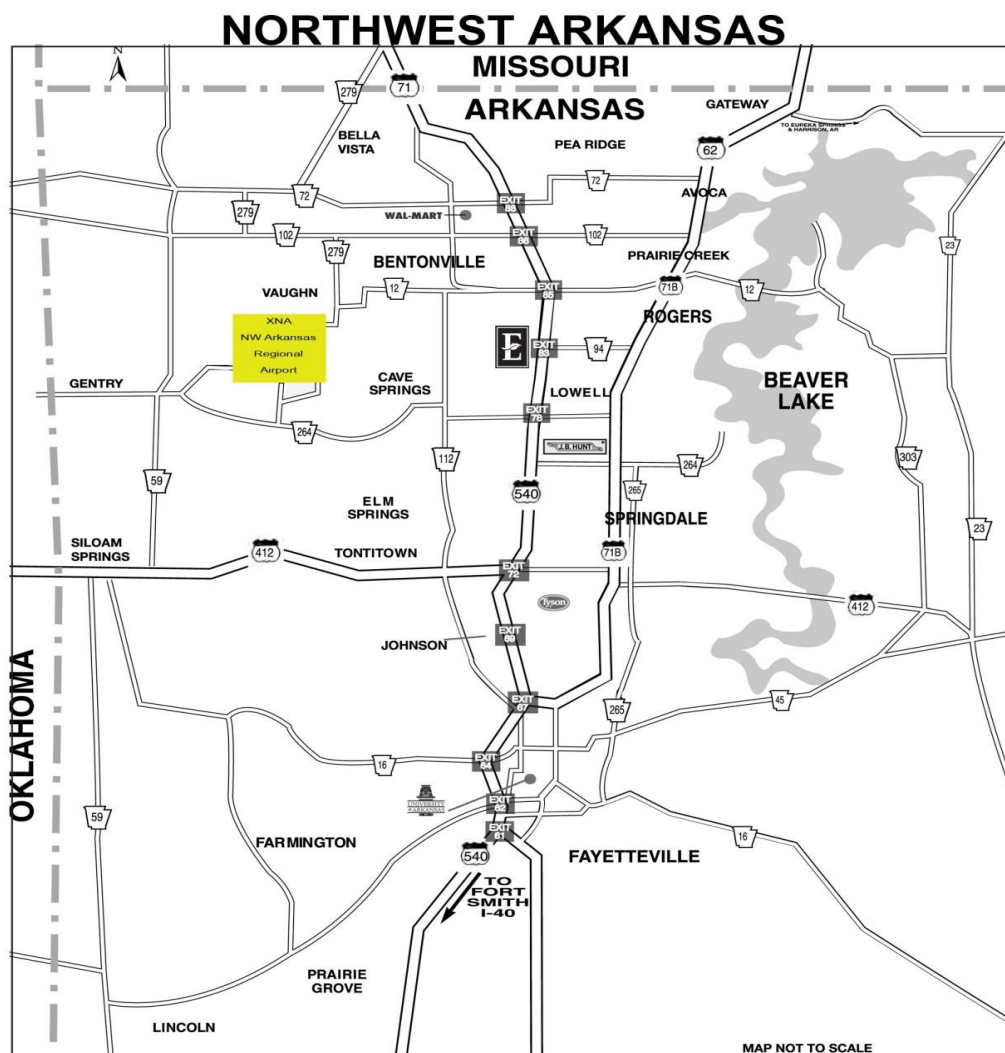 NORTHWEST ARKANSAS
N
MISSOURI
71
279
ARKANSAS
GATEWAY
TO EUREKA SPRINGS
& HARRISON, AR
BELLA
VISTA
PEA RIDGE
62
72
72
AVOCA
EXIT
88
279
WAL-MART
102
EXIT
86
102
23
279
BENTONVILLE
PRAIRIE CREEK
VAUGHN
12
EXIT
85
71B
12
ROGERS
XNA
NW Arkansas
Regional
Airport
E
EXIT
83
94
GENTRY
CAVE
SPRINGS
LOWELL
BEAVER
LAKE
EXIT
78
264
J.B. HUNT
112
264
303
59
540
265
ELM
SPRINGS
SPRINGDALE
23
SILOAM
SPRINGS
412
TONTITOWN
71B
EXIT
72
Tyson
412
EXIT
69
JOHNSON
OKLAHOMA
EXIT
67
265
45
16
EXIT
64
UNIVERSITY
OF ARKANSAS
EXIT
62
59
EXIT
61
16
FARMINGTON
540
FAYETTEVILLE
TO
FORT
SMITH
I-40
PRAIRIE
GROVE
LINCOLN
MAP NOT TO SCALE